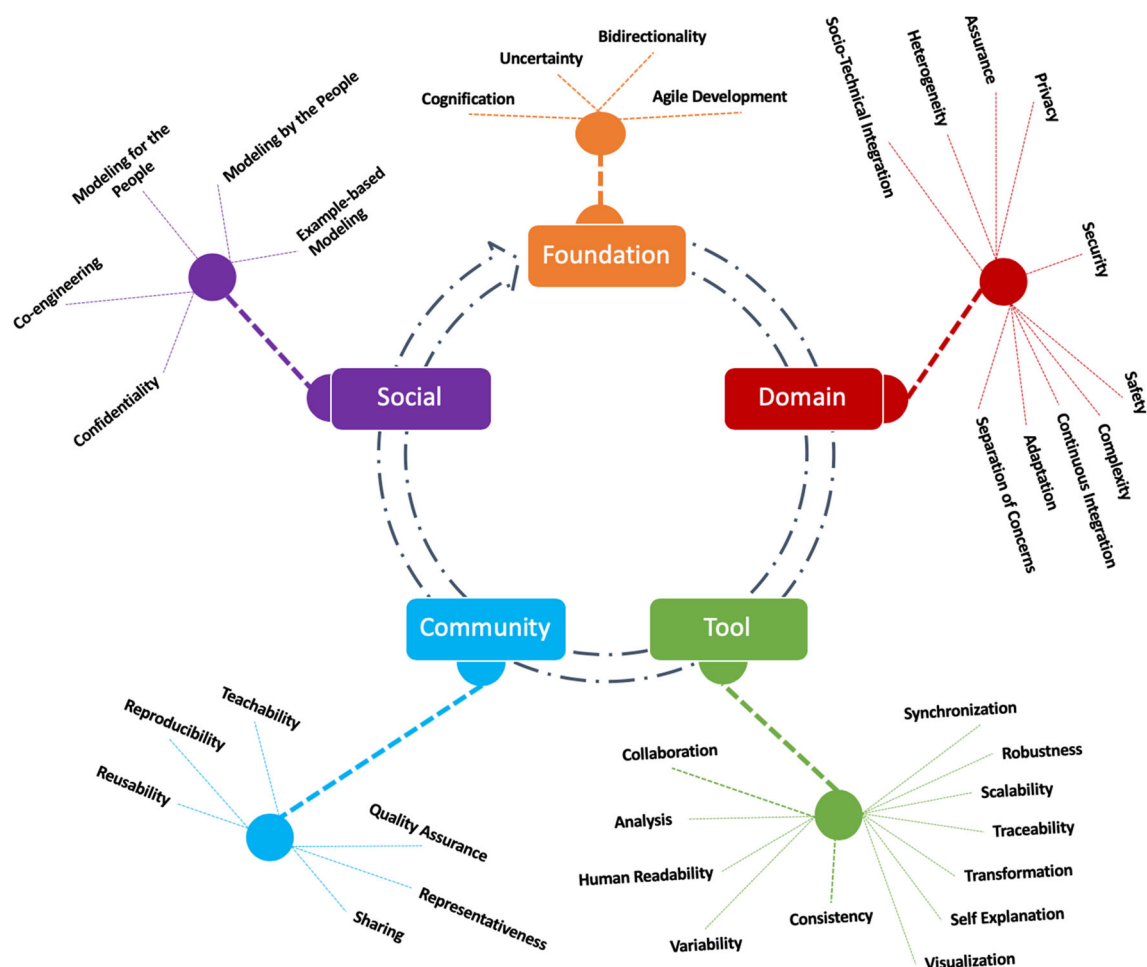 Bidirectionality
Uncertainty
Cognification
Agile Development
Foundation
Socio-Technical Integration
Heterogeneity
Assurance
Privacy
Security
Safety
Complexity
Continuous Integration
Adaptation
Separation of Concerns
Domain
Modeling for the
People
Modeling by the People
Example-based
Modeling
Co-engineering
Confidentiality
Social
Community
Teachability
Reproducibility
Reusability
Quality Assurance
Representativeness
Sharing
Tool
Synchronization
Robustness
Scalability
Traceability
Transformation
Self Explanation
Visualization
Collaboration
Analysis
Human Readability
Variability
Consistency